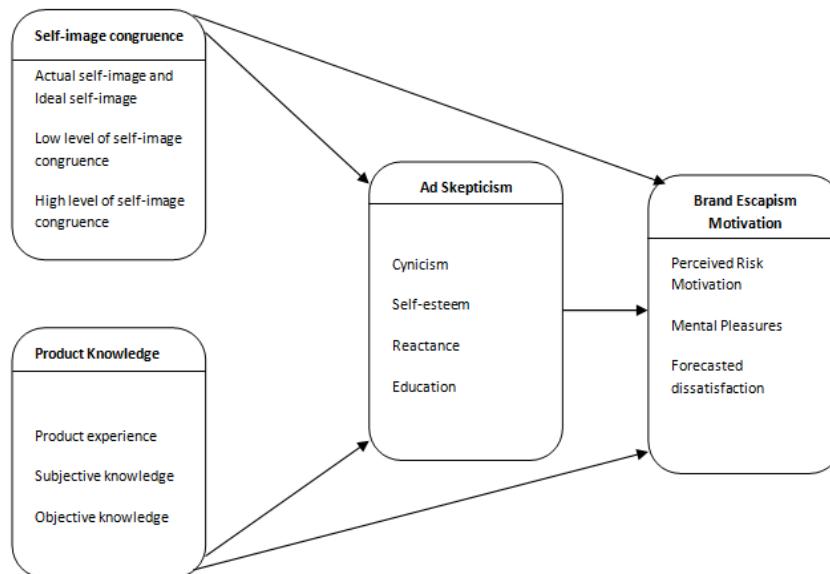 Self-image congruence
Actual self-image and
Ideal self-image
Low level of self-image
congruence
High level of self-image
congruence
Product Knowledge
Product experience
Subjective knowledge
Objective knowledge
Ad Skepticism
Cynicism
Self-esteem
Reactance
Education
Brand Escapism
Motivation
Perceived Risk
Motivation
Mental Pleasures
Forecasted
dissatisfaction